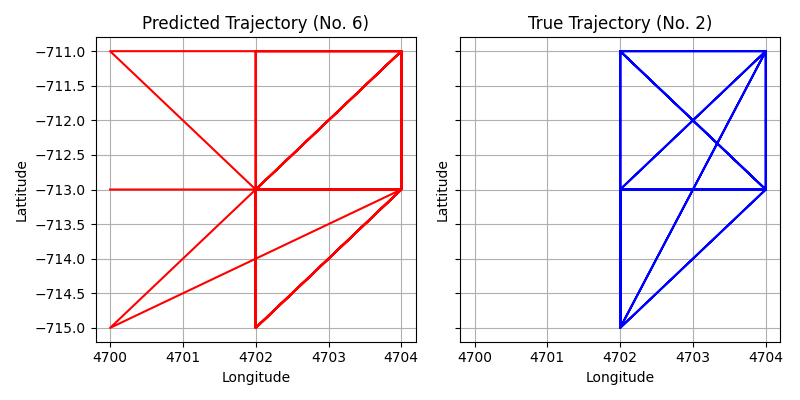 Predicted Trajectory (No. 6)
Lattitude
−711.0
−711.5
−712.0
−712.5
−713.0
−713.5
−714.0
−714.5
−715.0
4700 4701 4702 4703 4704
Longitude
True Trajectory (No. 2)
Lattitude
4700 4701 4702 4703 4704
Longitude